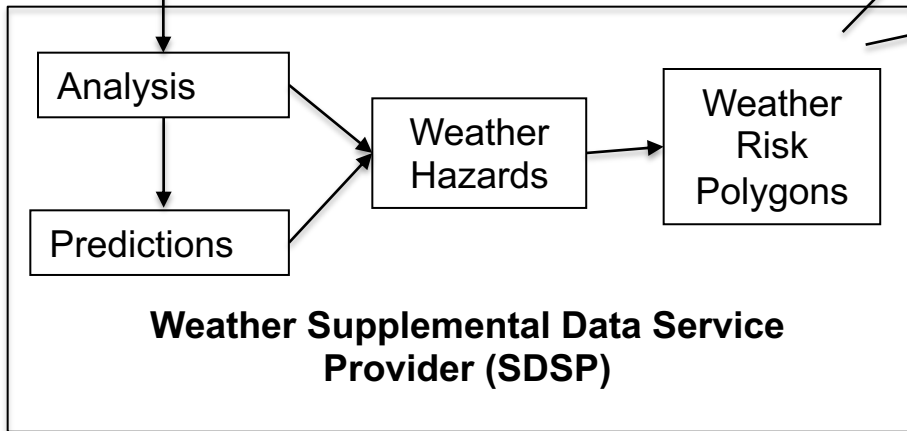 Analysis
Predictions
Weather
Hazards
Weather
Risk
Polygons
Weather Supplemental Data Service
Provider (SDSP)